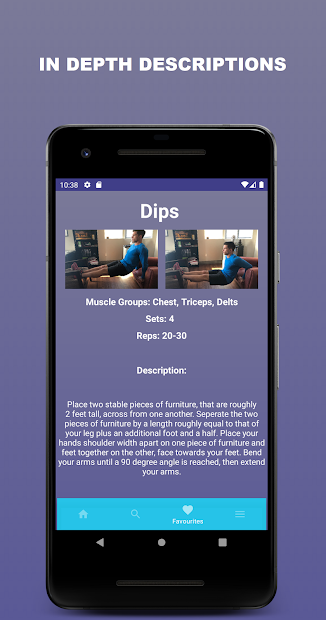 IN DEPTH DESCRIPTIONS
10:38
Dips
Muscle Groups: Chest, Triceps, Delts
Sets: 4
Reps: 20-30
Description:
Place two stable pieces of furniture, that are roughly
2 feet tall, across from one another. Seperate the two
pieces of furniture by a length roughly equal to that of
your leg plus an additional foot and a half. Place your
hands shoulder width apart on one piece of furniture and
feet together on the other, face towards your feet. Bend
your arms until a 90 degree angle is reached, then extend
your arms.
Favourites